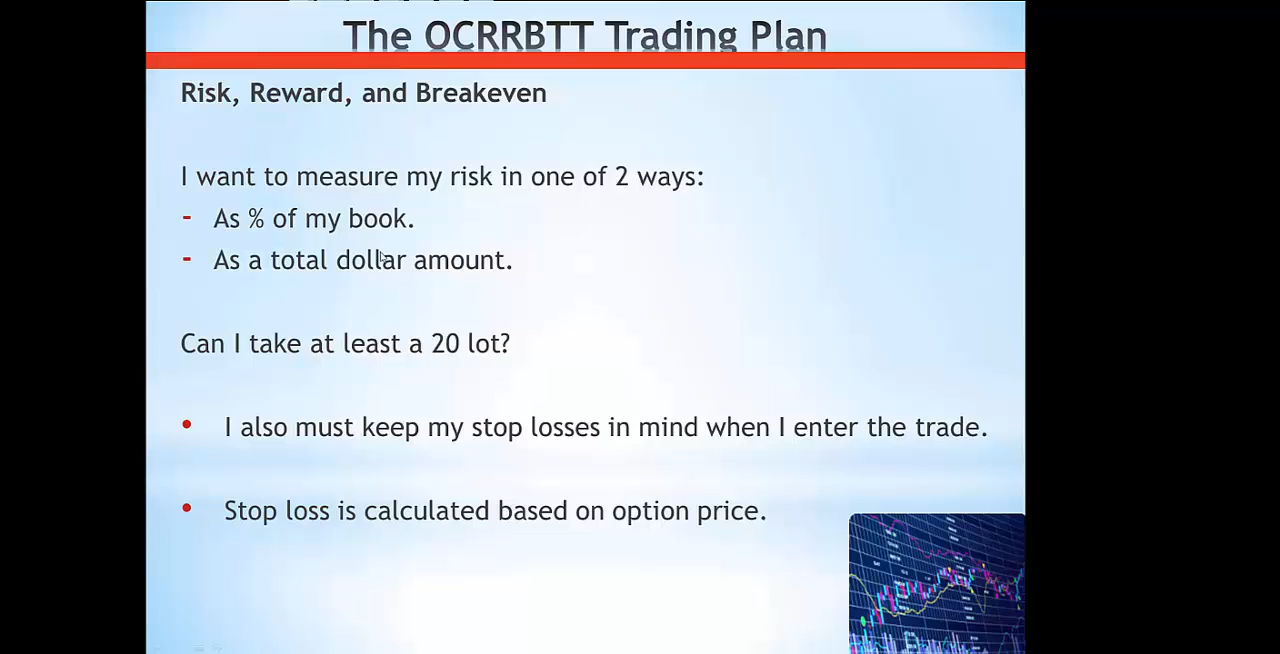 The OCRRBTT Trading Plan
Risk, Reward, and Breakeven
I want to measure my risk in one of 2 ways:
- As % of my book.
- As a total dollar amount.
Can I take at least a 20 lot?
• I also must keep my stop losses in mind when I enter the trade.
• Stop loss is calculated based on option price.